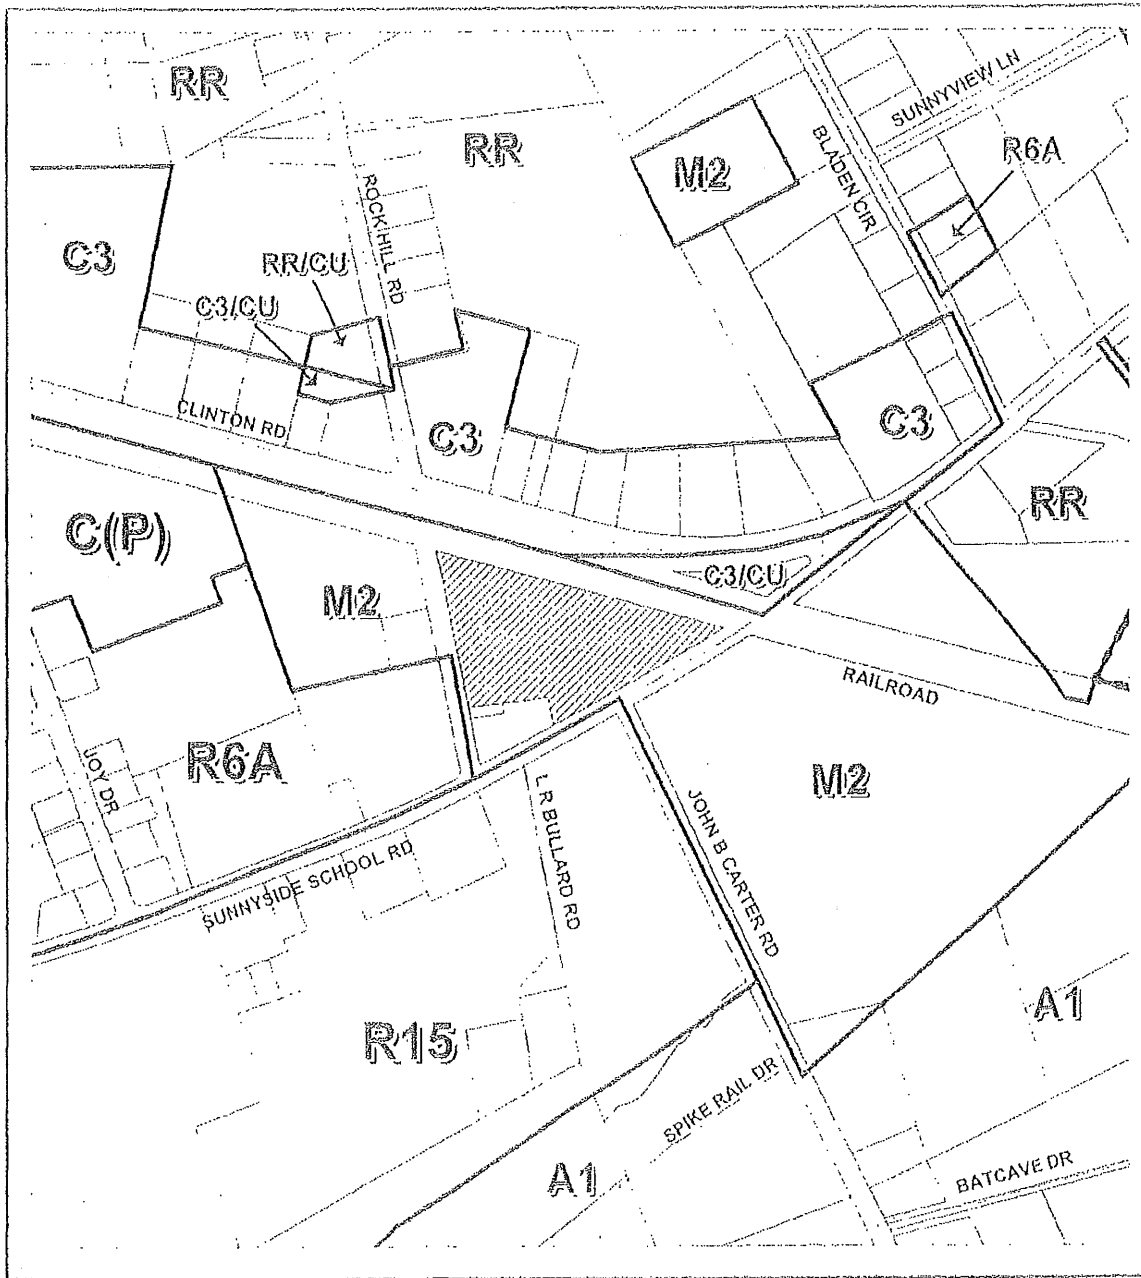 RR
SUNNYVIEW LN
RR
M2
BLADEN CIR
R6A
ROCK HILL RD
C3
RR/CU
C3/CU
CLINTON RD
C3
C3
RR
C(P)
M2
C3/CU
RAILROAD
JOY DR
R6A
M2
L R BULLARD RD
JOHN B CARTER RD
SUNNYSIDE SCHOOL RD
R15
A1
SPIKE RAIL DR
A1
BATCAVE DR